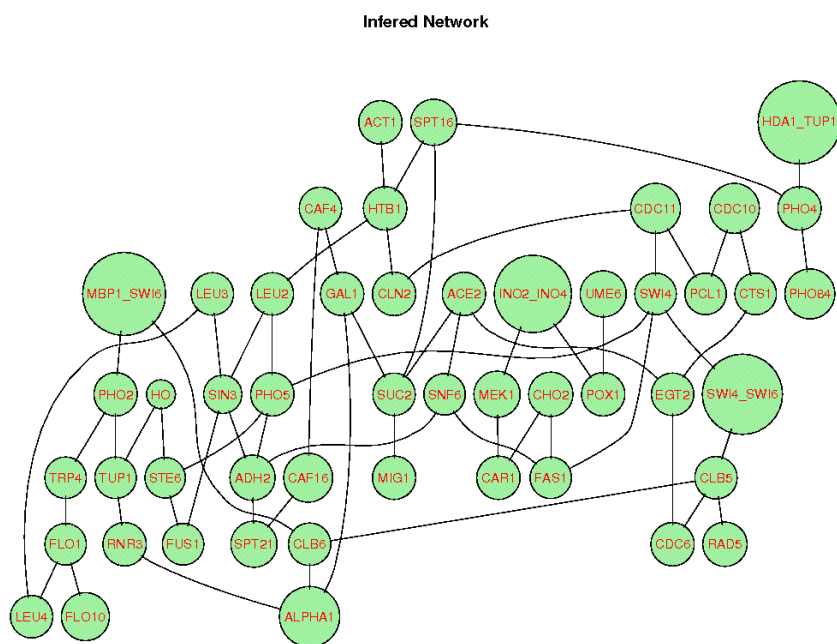 Infered Network
ACT1
SPT16
HDA1_TUP1
CAF4
HTB1
CDC11
CDC10
PHO4
MBP1_SWI6
LEU3
LEU2
GAL1
CLN2
ACE2
INO2_INO4
UME6
SWI4
PCL1
CTS1
PHO84
PHO2
HO
SIN3
PHO5
SUC2
SNF6
MEK1
CHO2
POX1
EGT2
SWI4_SWI6
TRP4
TUP1
STE6
ADH2
CAF16
MIG1
CAR1
FAS1
CLB5
FLO1
RNR3
FUS1
SPT21
CLB6
CDC6
RAD5
LEU4
FLO10
ALPHA1